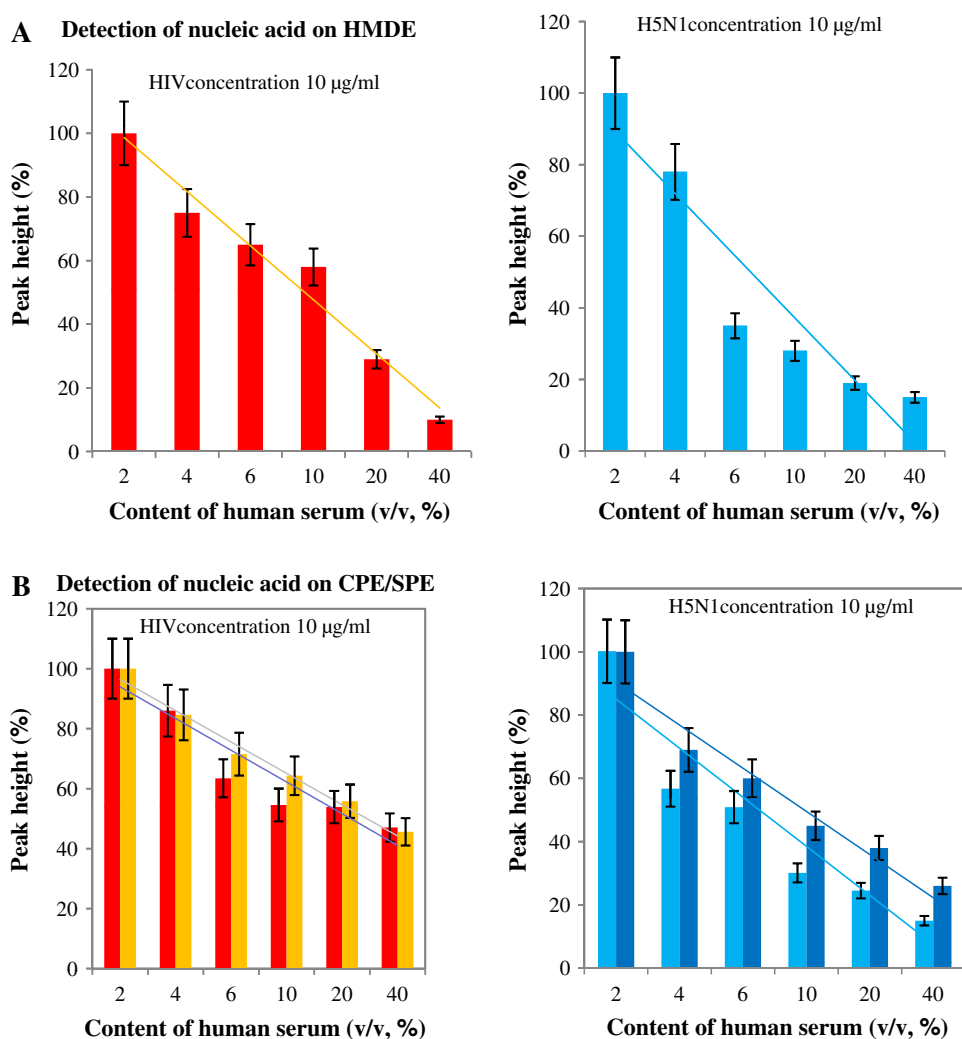 A Detection of nucleic acid on HMDE
HIVconcentration 10 µg/ml
Peak height (%)
120
100
80
60
40
20
0
2 4 6 10 20 40
Content of human serum (v/v, %)
H5N1concentration 10 µg/ml
Peak height (%)
120
100
80
60
40
20
0
2 4 6 10 20 40
Content of human serum (v/v, %)
B Detection of nucleic acid on CPE/SPE
HIVconcentration 10 µg/ml
Peak height (%)
120
100
80
60
40
20
0
2 4 6 10 20 40
Content of human serum (v/v, %)
H5N1concentration 10 µg/ml
Peak height (%)
120
100
80
60
40
20
0
2 4 6 10 20 40
Content of human serum (v/v, %)